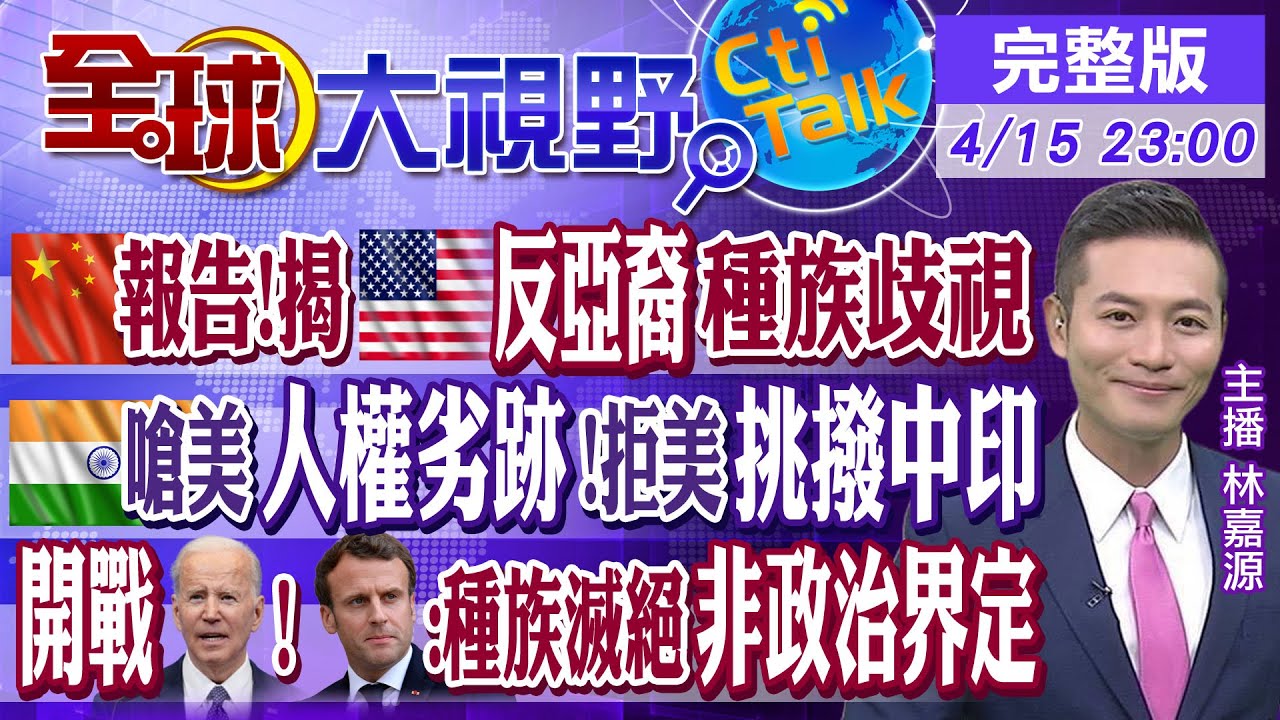 全球大視野
Cti Talk
完整版
4/15 23:00
報告!揭 反亞裔 種族歧視
嗆美 人權劣跡!拒美 挑撥中印
開戰 ! :種族滅絕 非政治界定
主播 林嘉源